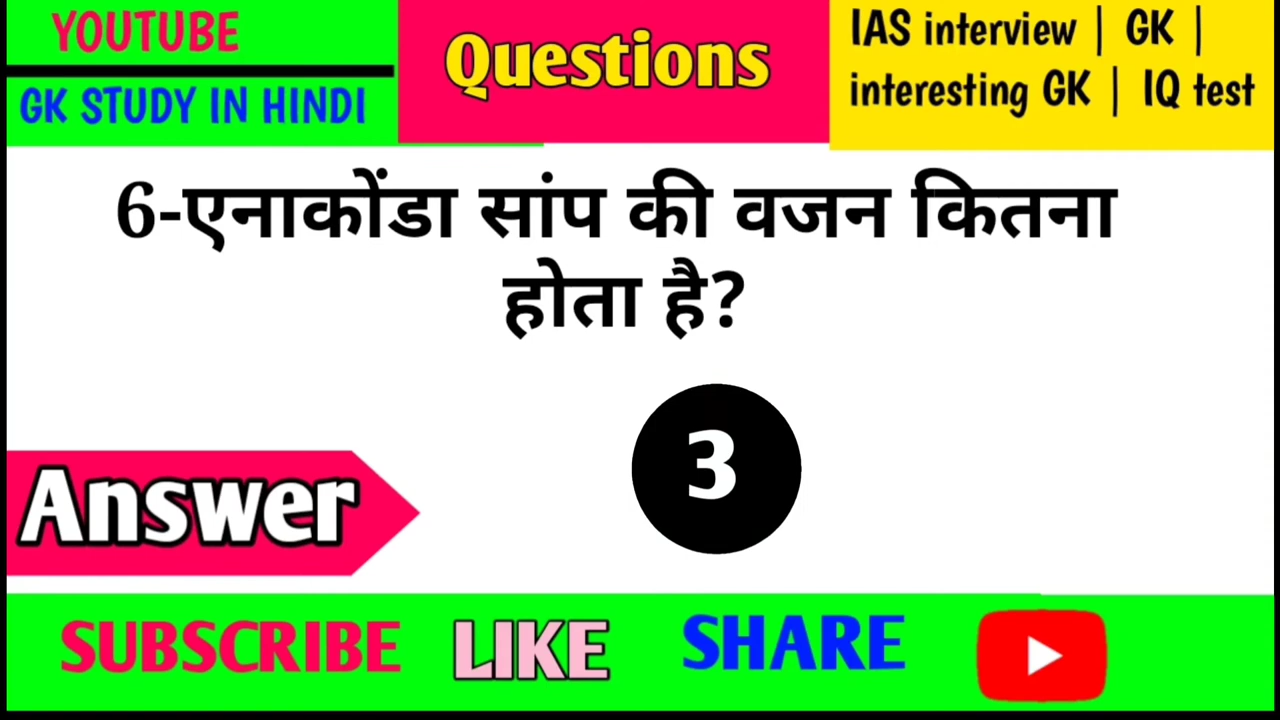 YOUTUBE
GK STUDY IN HINDI
Questions
IAS interview | GK |
interesting GK | IQ test
6-एनाकोंडा सांप की वजन कितना
होता है?
3
Answer
SUBSCRIBE LIKE SHARE